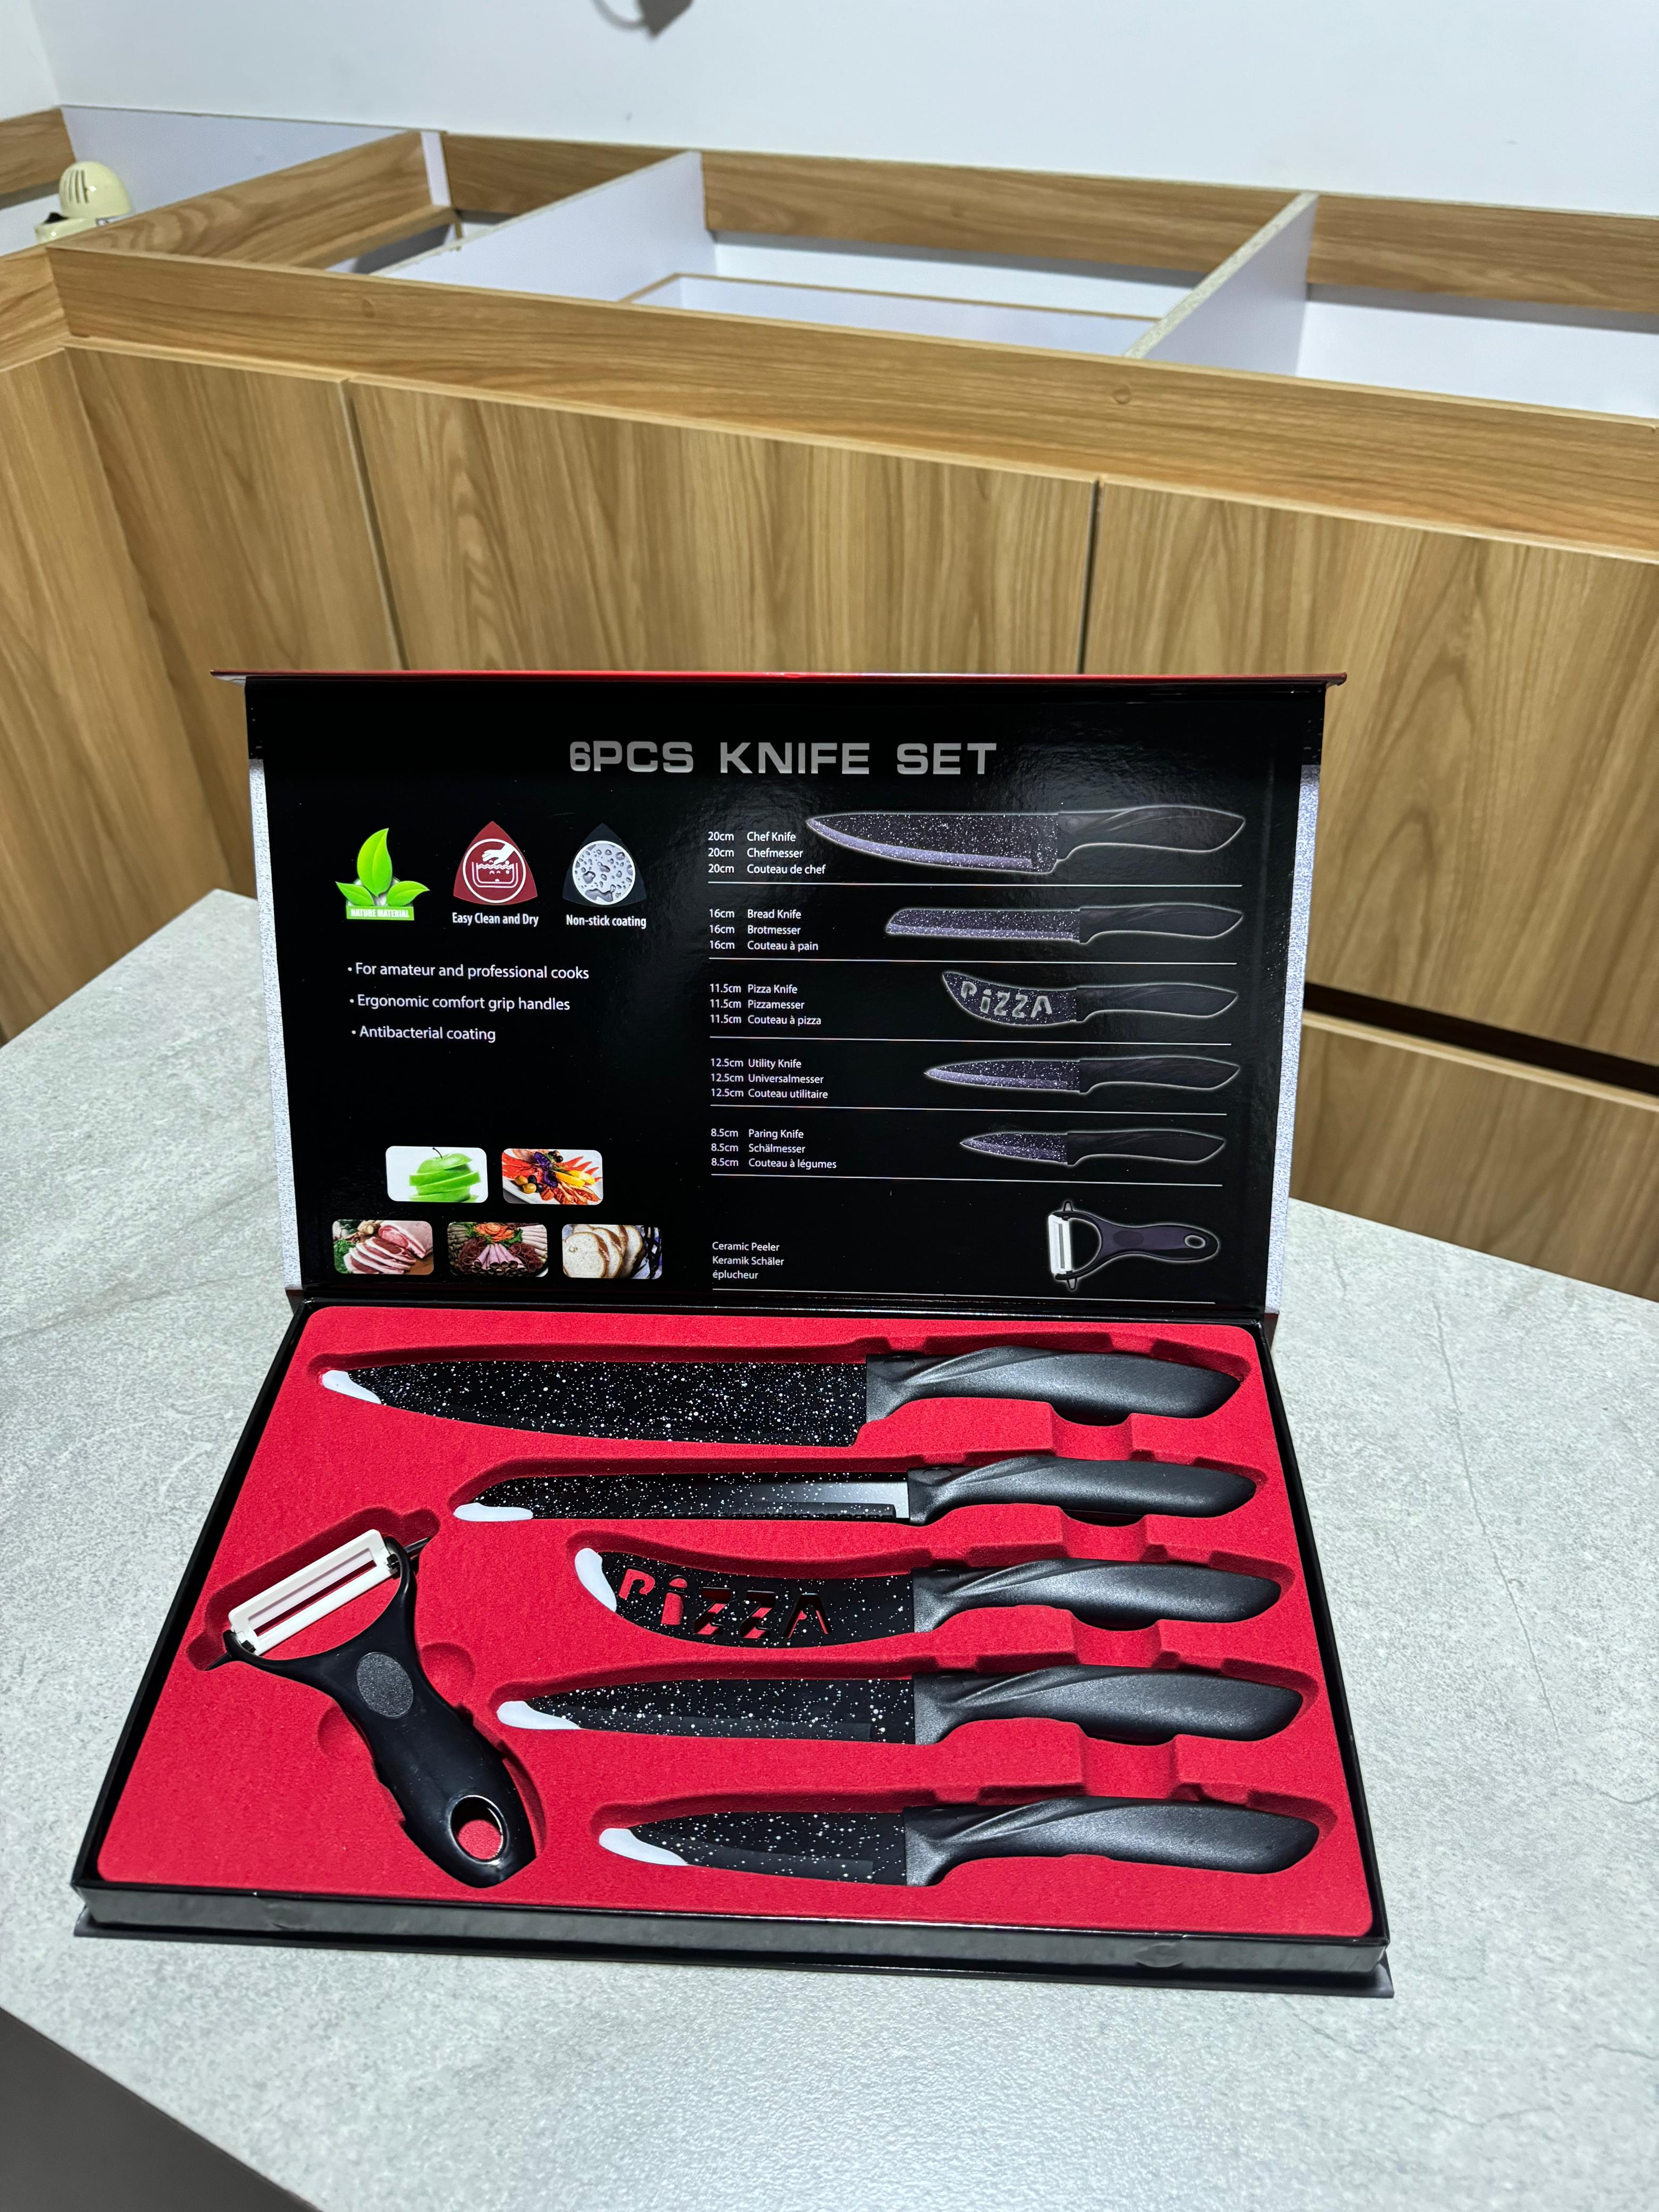 6PCS KNIFE SET
NATURE MATERIAL
Easy Clean and Dry
Non-stick coating
• For amateur and professional cooks
• Ergonomic comfort grip handles
• Antibacterial coating
20cm Chef Knife
20cm Chefmesser
20cm Couteau de chef
16cm Bread Knife
16cm Brotmesser
16cm Couteau à pain
PiZZA
11.5cm Pizza Knife
11.5cm Pizzamesser
11.5cm Couteau à pizza
12.5cm Utility Knife
12.5cm Universalmesser
12.5cm Couteau utilitaire
8.5cm Paring Knife
8.5cm Schälmesser
8.5cm Couteau à légumes
Ceramic Peeler
Keramik Schäler
éplucheur
PiZZA